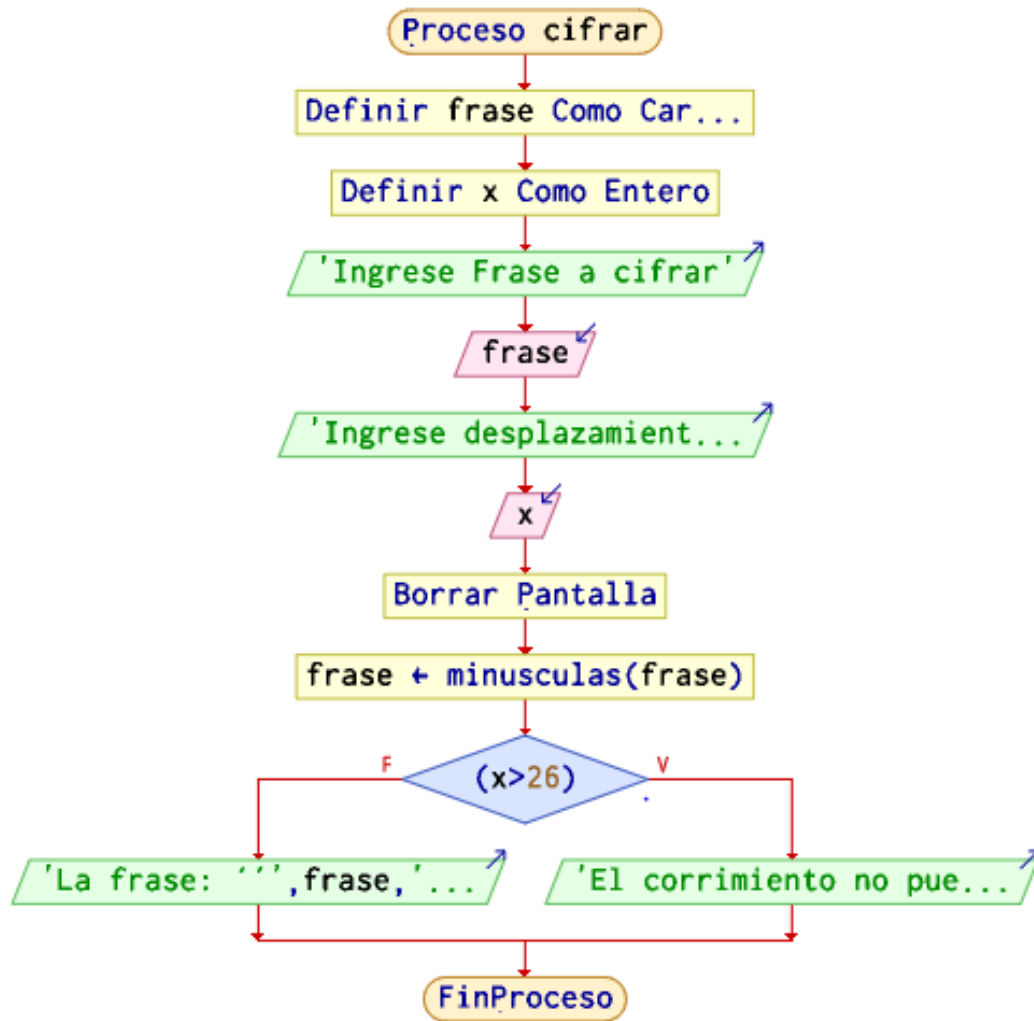 Proceso cifrar
Definir frase Como Car...
Definir x Como Entero
'Ingrese Frase a cifrar'
frase
'Ingrese desplazamient...
x
Borrar Pantalla
frase ← minusculas(frase)
F
(x>26)
V
'La frase: ‘‘’,frase,‘...
'El corrimiento no pue...
FinProceso